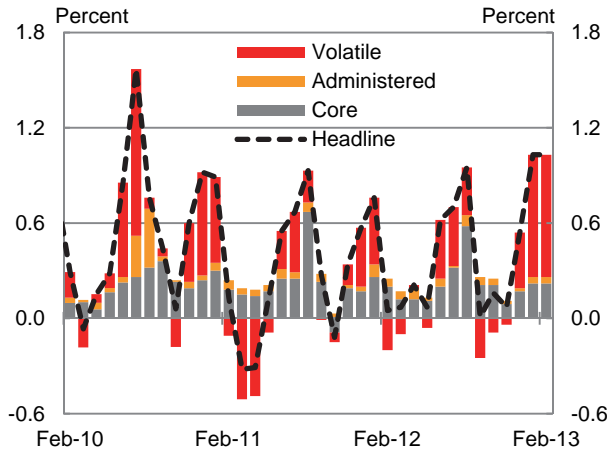 Percent Percent
1.8 1.8
Volatile
Administered
Core
Headline
1.2 1.2
0.6 0.6
0.0 0.0
-0.6 -0.6
Feb-10 Feb-11 Feb-12 Feb-13